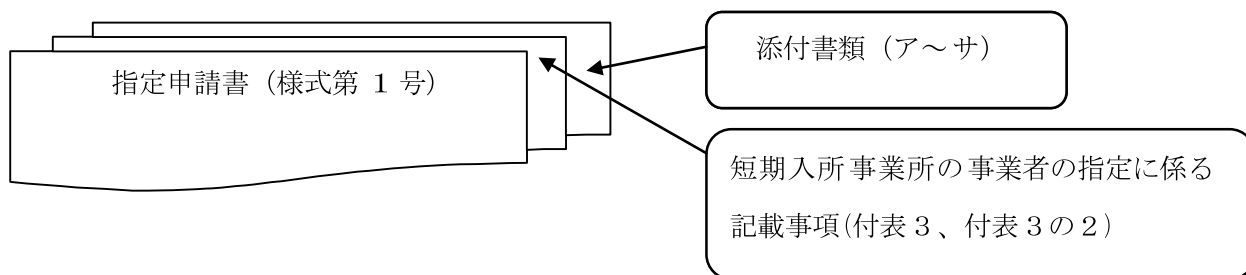 添付書類（ア～サ）
指定申請書（様式第 1 号）
短期入所事業所の事業者の指定に係る
記載事項(付表３、付表３の２)